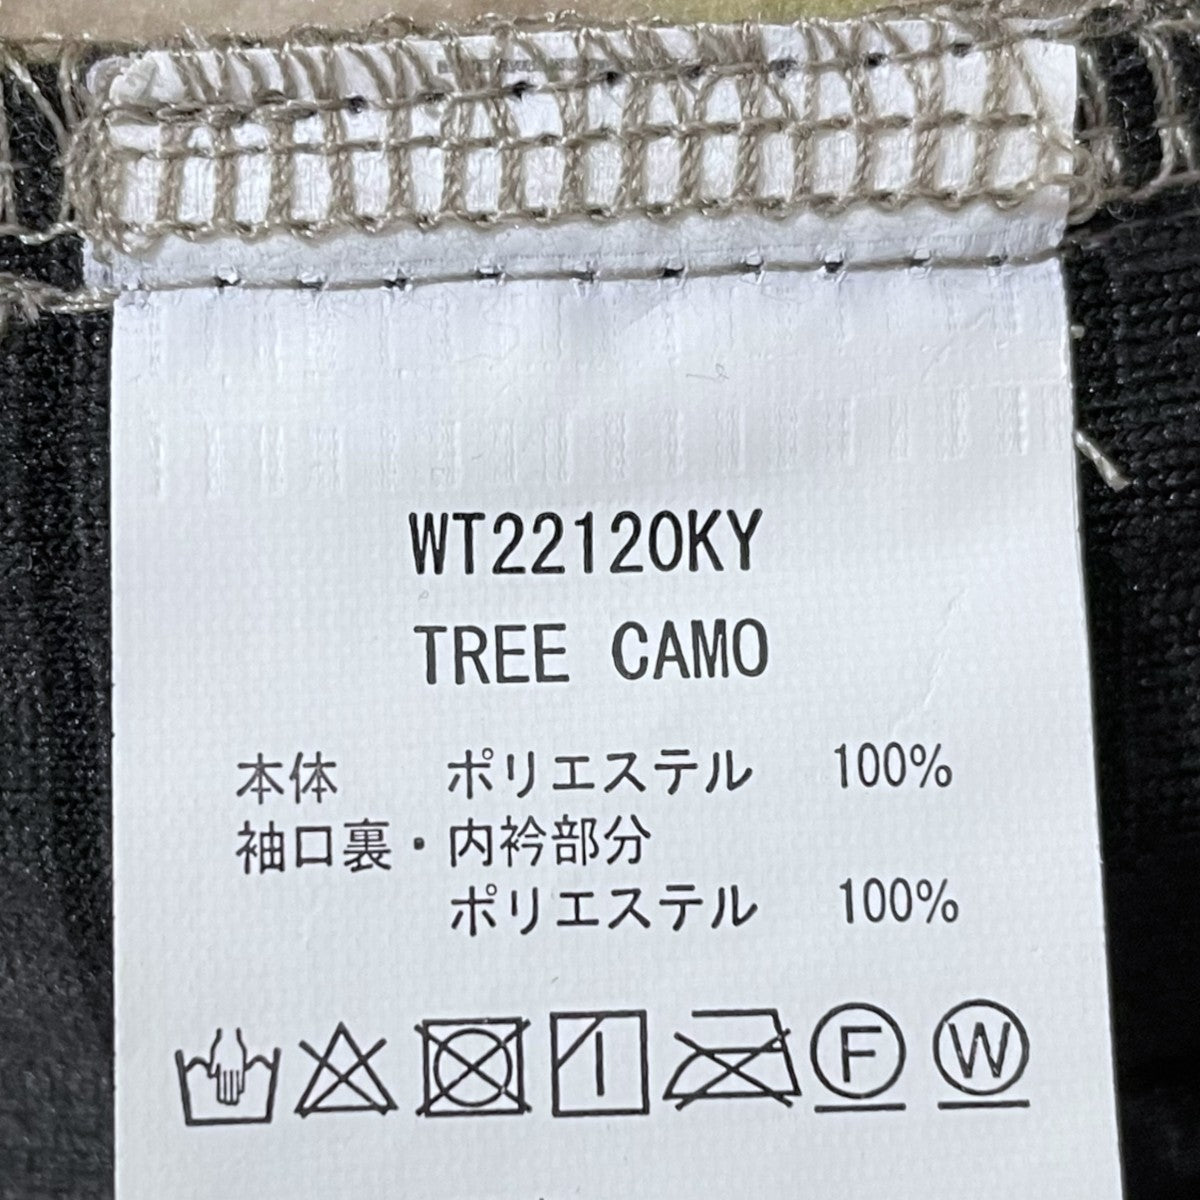 WT22120KY
TREE CAMO
本体 ポリエステル 100%
袖口裏・内衿部分
ポリエステル 100%
F W